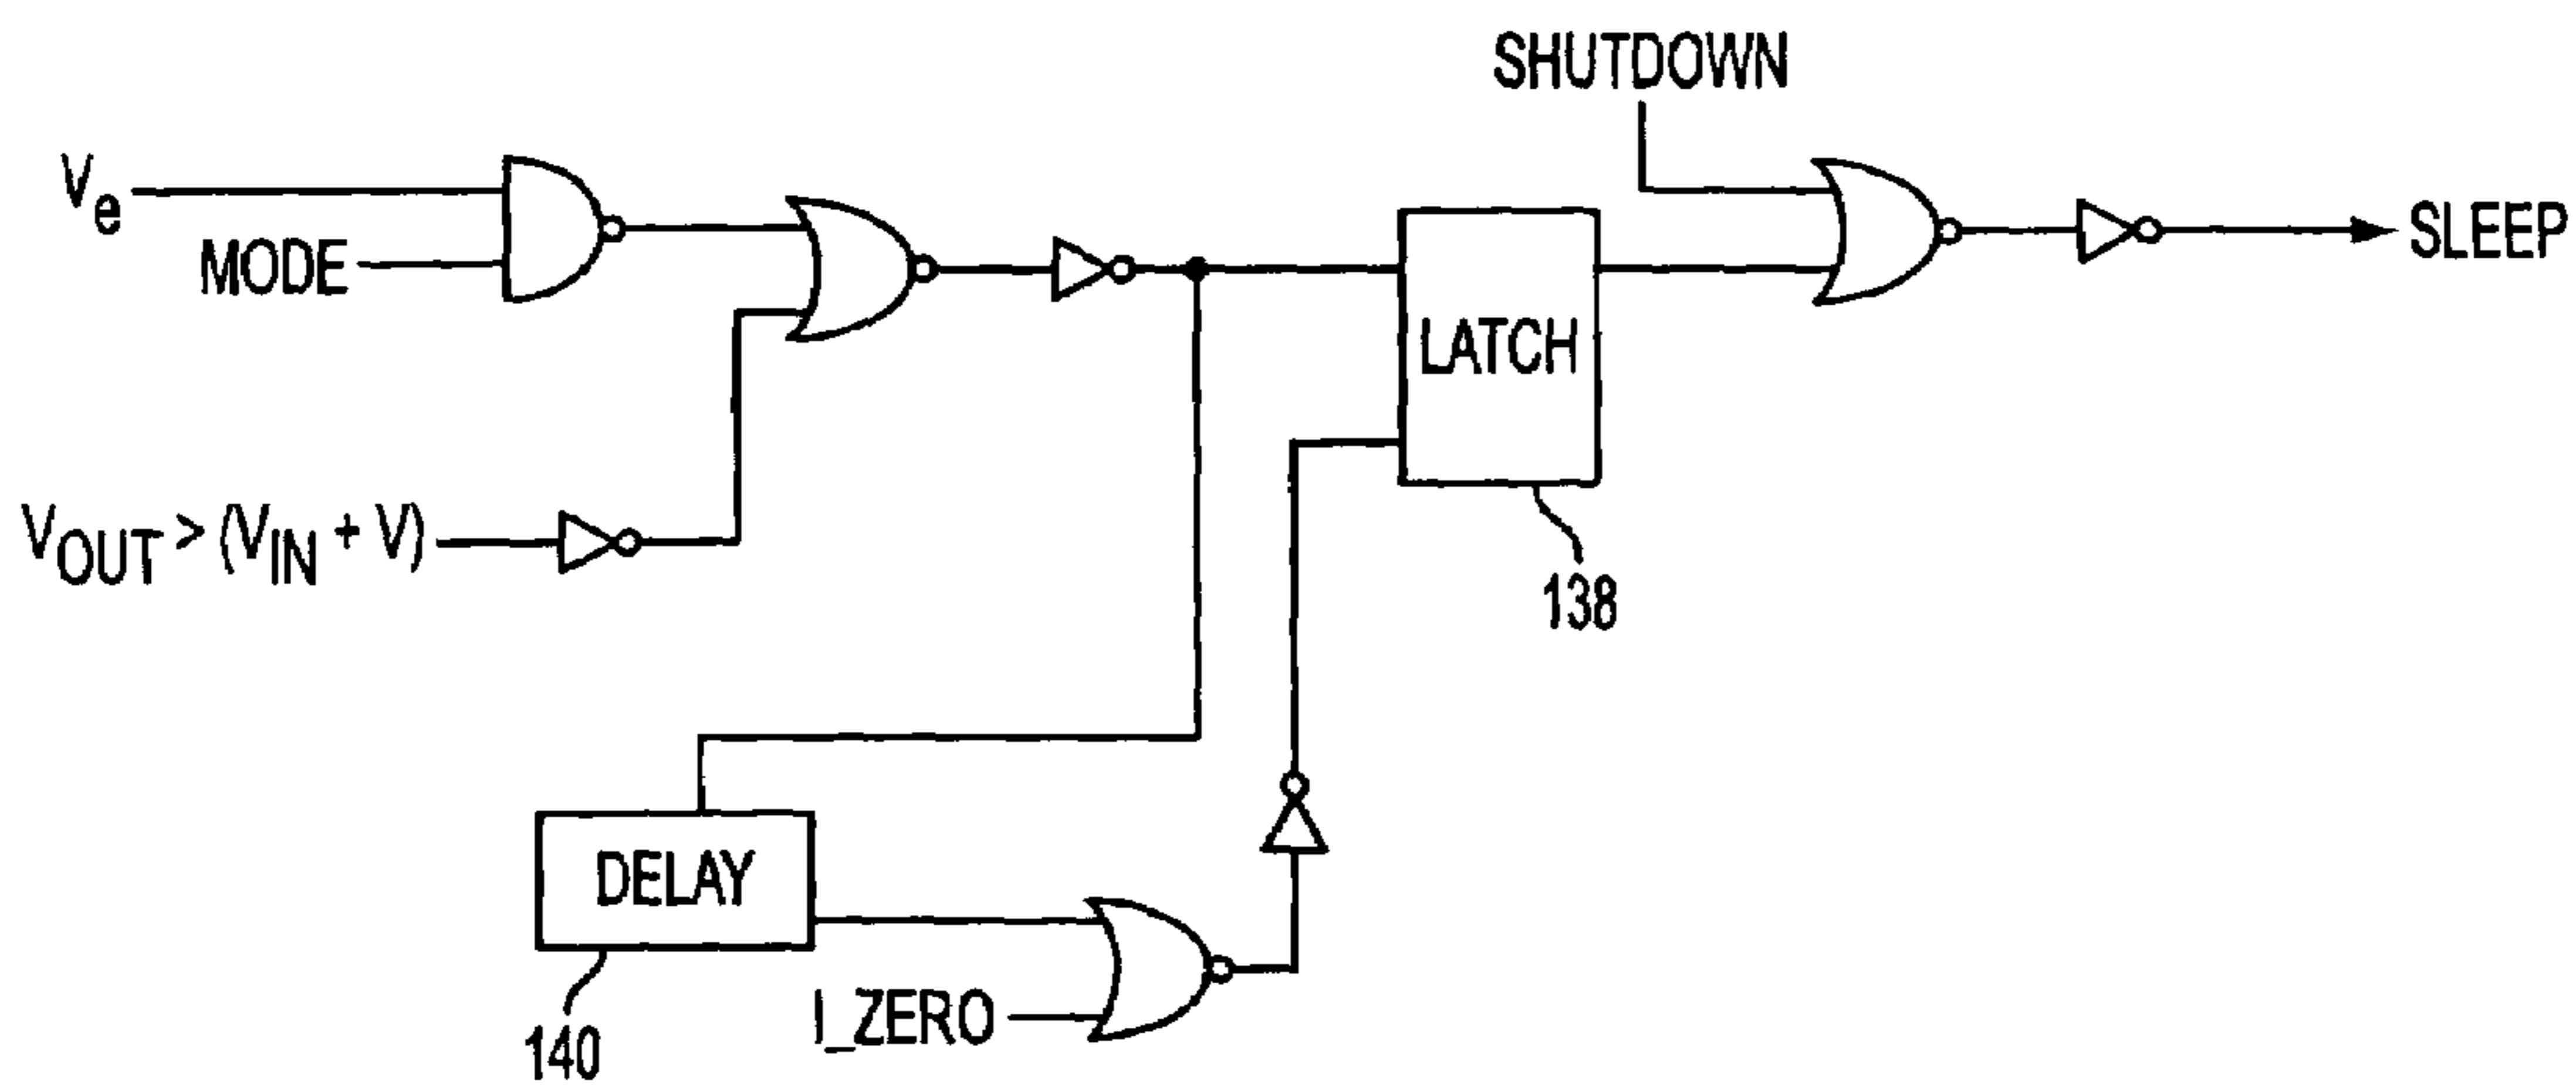 SHUTDOWN
Ve
MODE
SLEEP
LATCH
VOUT > (VIN + V)
138
DELAY
I_ZERO
140